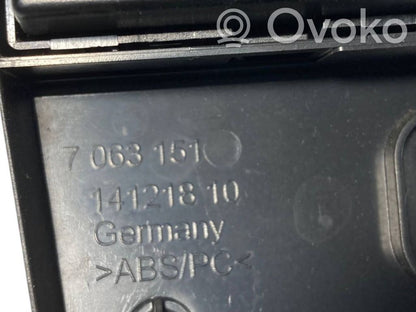 Ovoko
7 063 151
141218 10
Germany
>ABS/PC<